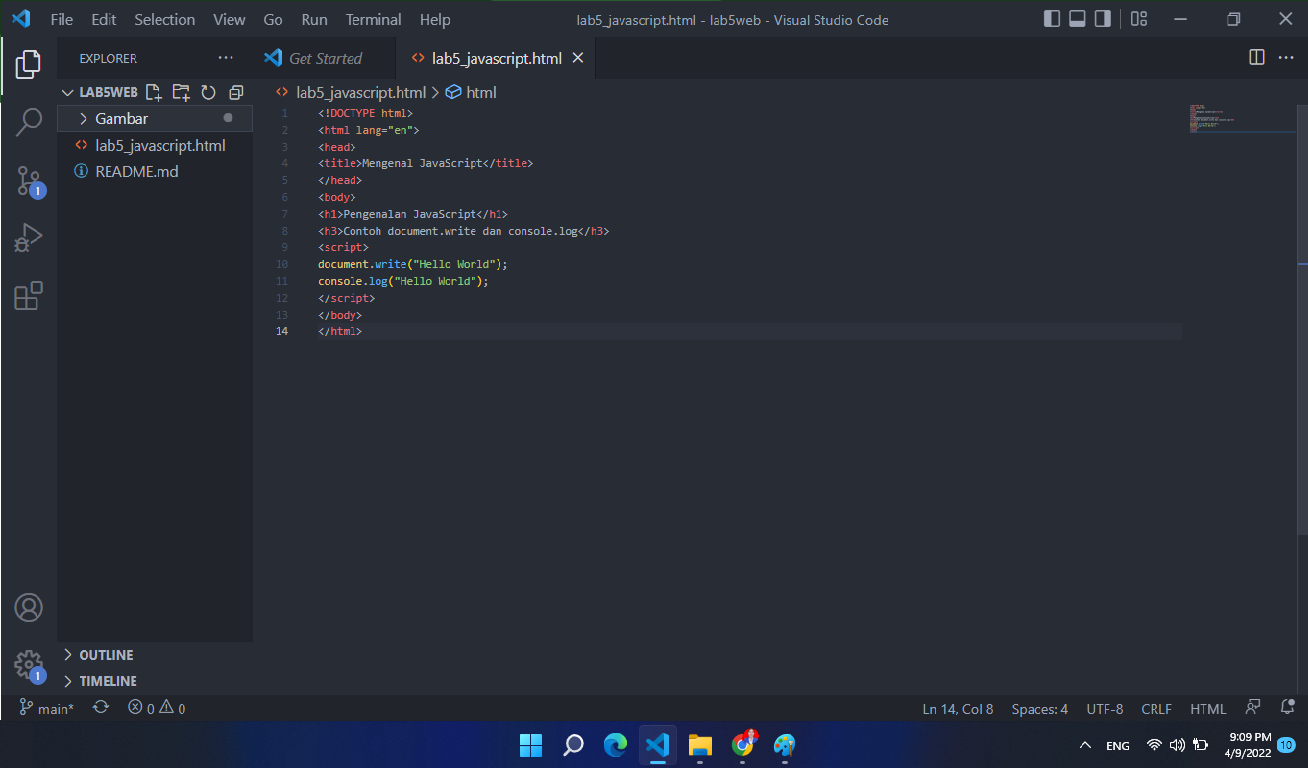 File Edit Selection View Go Run Terminal Help lab5_javascript.html - lab5web - Visual Studio Code
EXPLORER ··· Get Started lab5_javascript.html
LAB5WEB
lab5_javascript.html > html
Gambar
lab5_javascript.html
README.md
1 <!DOCTYPE html>
2 <html lang="en">
3 <head>
4 <title>Mengenal JavaScript</title>
5 </head>
6 <body>
7 <h1>Pengenalan JavaScript</h1>
8 <h3>Contoh document.write dan console.log</h3>
9 <script>
10 document.write("Hello World");
11 console.log("Hello World");
12 </script>
13 </body>
14 </html>
1
OUTLINE
1
TIMELINE
main* 0 0 Ln 14, Col 8 Spaces: 4 UTF-8 CRLF HTML
ENG 9:09 PM 10
4/9/2022